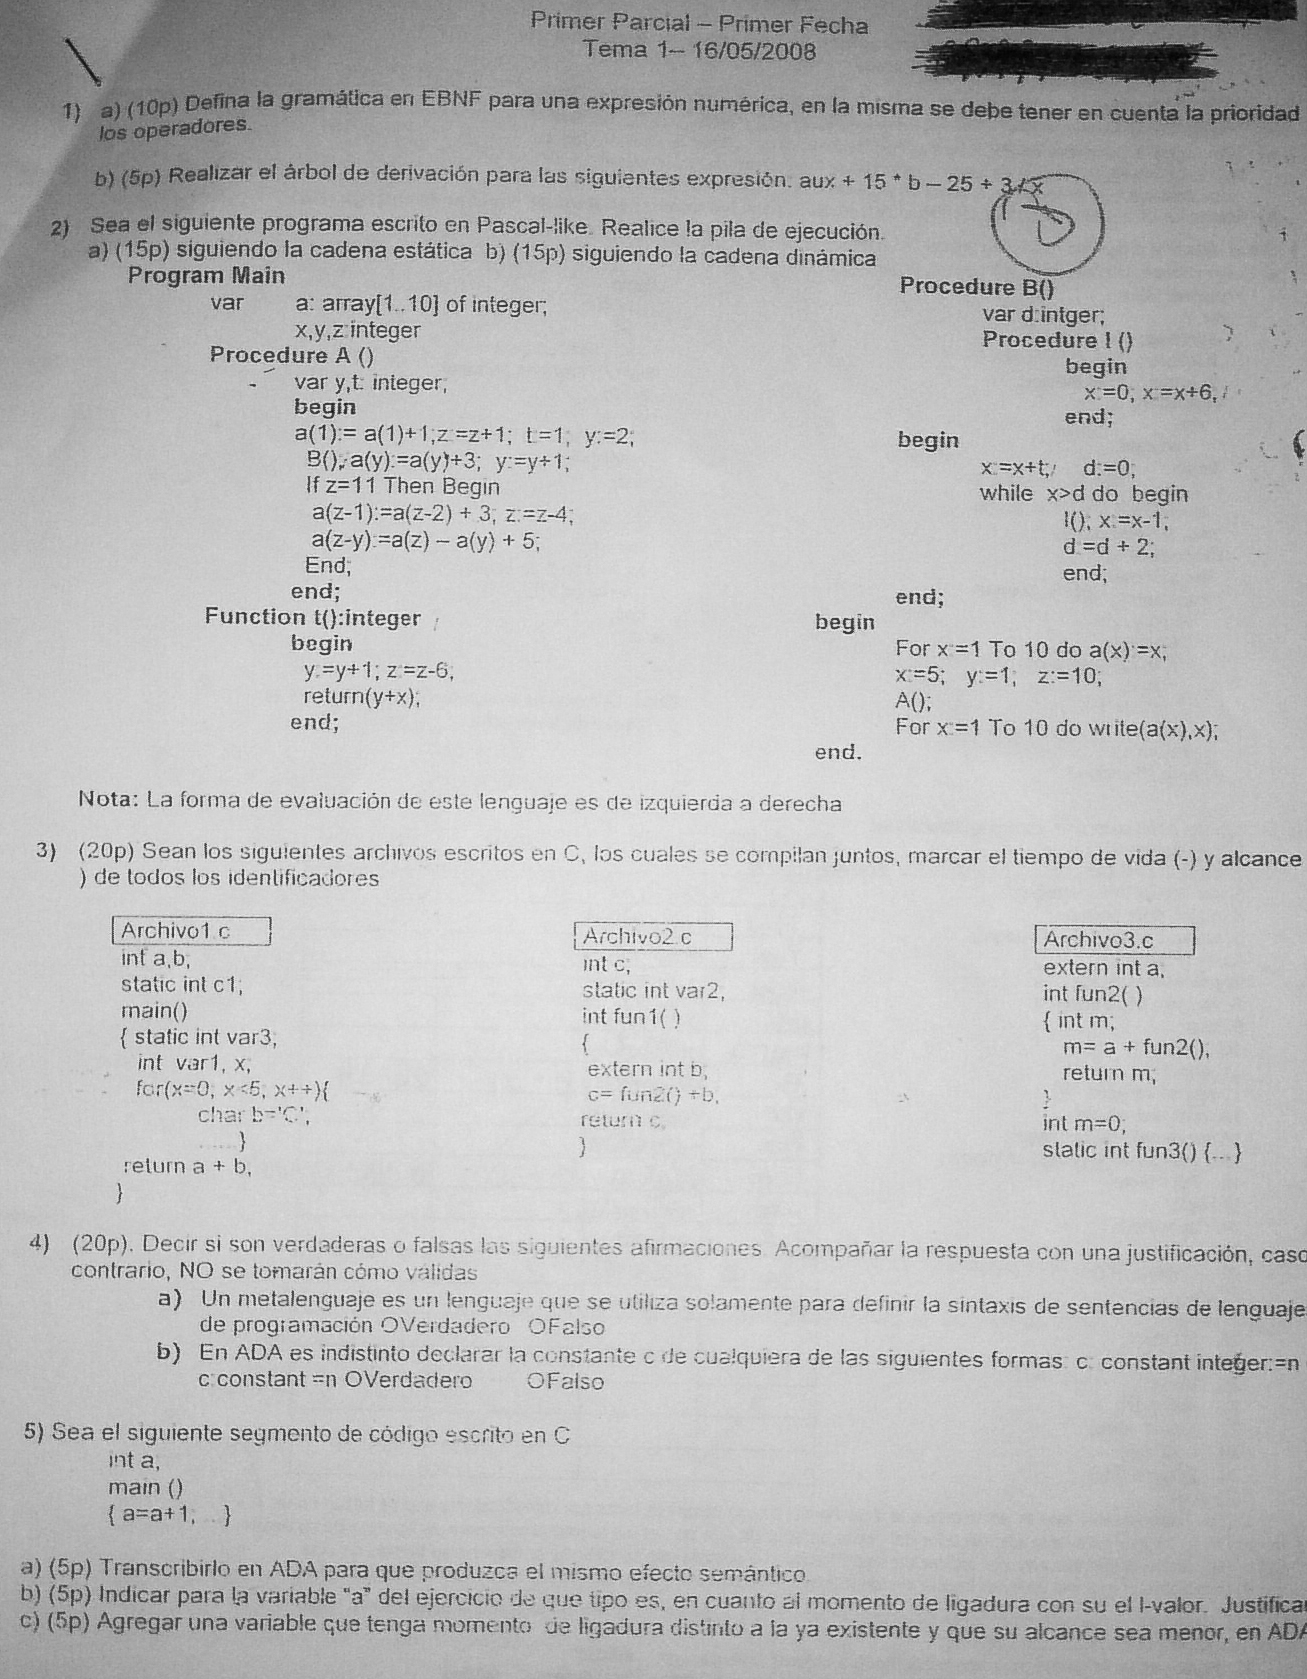 Primer Parcial – Primer Fecha
Tema 1– 16/05/2008
1) a) (10p) Defina la gramática en EBNF para una expresión numérica, en la misma se debe tener en cuenta la prioridad
los operadores.
b) (5p) Realizar el árbol de derivación para las siguientes expresión. aux + 15 * b – 25 + 3 / x
2) Sea el siguiente programa escrito en Pascal-like. Realice la pila de ejecución.
a) (15p) siguiendo la cadena estática b) (15p) siguiendo la cadena dinámica
Program Main
var a: array[1..10] of integer;
x,y,z:integer
Procedure A ()
var y,t: integer;
begin
a(1):= a(1)+1;z:=z+1; t:=1; y:=2;
B(); a(y):=a(y)+3; y:=y+1;
If z=11 Then Begin
a(z-1):=a(z-2) + 3; z:=z-4;
a(z-y):=a(z) – a(y) + 5;
End;
end;
Function t():integer
begin
y:=y+1; z:=z-6;
return(y+x);
end;
Procedure B()
var d:intger;
Procedure I ()
begin
x:=0; x:=x+6;
end;
begin
x:=x+t; d:=0;
while x>d do begin
I(); x:=x-1;
d:=d + 2;
end;
end;
begin
For x:=1 To 10 do a(x):=x;
x:=5; y:=1; z:=10;
A();
For x:=1 To 10 do write(a(x),x);
end.
Nota: La forma de evaluación de este lenguaje es de izquierda a derecha
3) (20p) Sean los siguientes archivos escritos en C, los cuales se compilan juntos, marcar el tiempo de vida (-) y alcance
) de todos los identificadores
Archivo1.c
int a,b;
static int c1;
main()
{ static int var3;
int var1, x;
for(x=0; x<5; x++){
char b='C';
......}
return a + b;
}
Archivo2.c
int c;
static int var2;
int fun1( )
{
extern int b;
c= fun2() +b;
return c;
}
Archivo3.c
extern int a;
int fun2( )
{ int m;
m= a + fun2();
return m;
}
int m=0;
static int fun3() {... }
4) (20p). Decir si son verdaderas o falsas las siguientes afirmaciones. Acompañar la respuesta con una justificación, caso
contrario, NO se tomarán cómo válidas
a) Un metalenguaje es un lenguaje que se utiliza solamente para definir la sintaxis de sentencias de lenguaje
de programación OVerdadero OFalso
b) En ADA es indistinto declarar la constante c de cualquiera de las siguientes formas: c: constant integer:=n
c:constant =n OVerdadero OFalso
5) Sea el siguiente segmento de código escrito en C
int a;
main ()
{ a=a+1; .. }
a) (5p) Transcribirlo en ADA para que produzca el mismo efecto semántico
b) (5p) Indicar para la variable "a" del ejercicio de que tipo es, en cuanto al momento de ligadura con su el l-valor. Justificar
c) (5p) Agregar una variable que tenga momento de ligadura distinto a la ya existente y que su alcance sea menor, en ADA